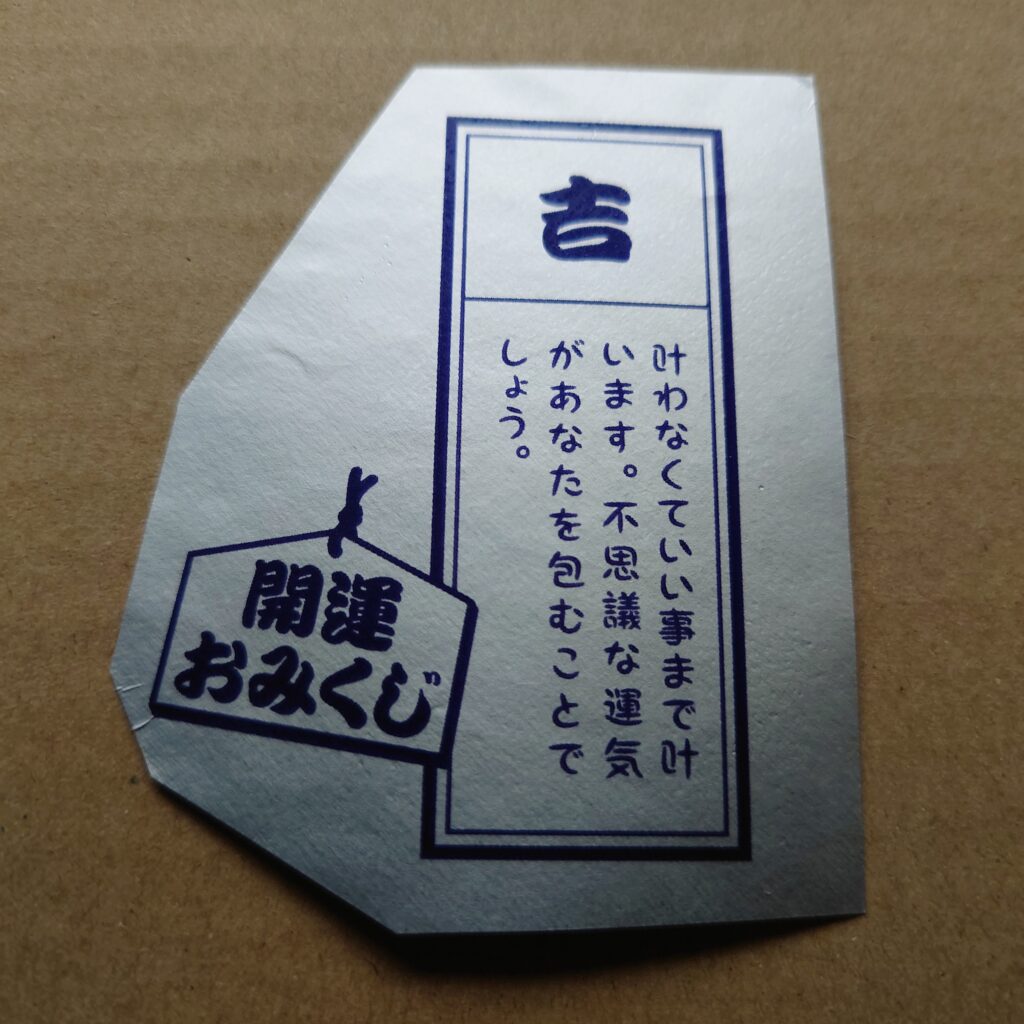 吉
叶わなくていい事まで叶
います。不思議な運気
があなたを包むことで
しょう。
開運
おみくじ